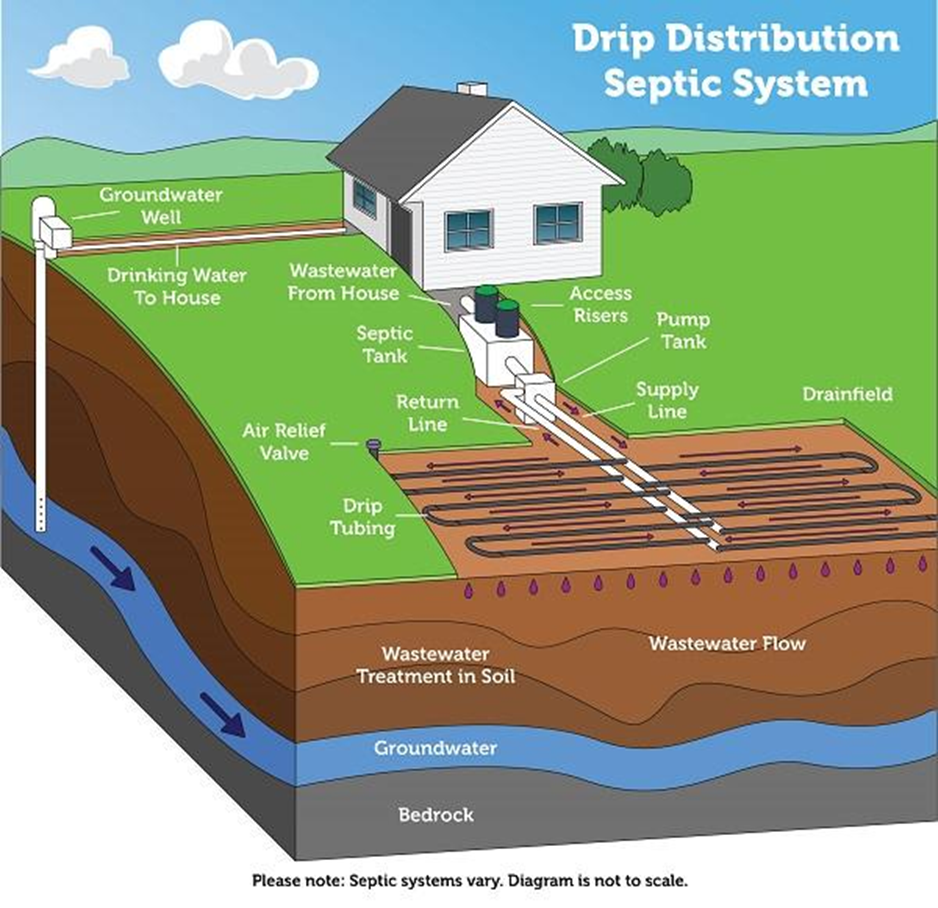 Drip Distribution
Septic System
Groundwater
Well
Drinking Water
To House
Wastewater
From House
Access
Risers
Septic
Tank
Pump
Tank
Supply
Line
Return
Line
Drainfield
Air Relief
Valve
Drip
Tubing
Wastewater
Treatment in Soil
Wastewater Flow
Groundwater
Bedrock
Please note: Septic systems vary. Diagram is not to scale.